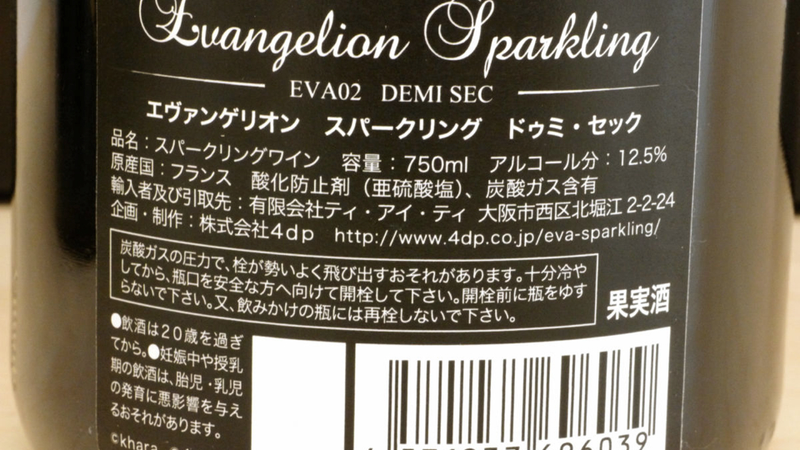 Evangelion Sparkling
EVA02 DEMI SEC
エヴァンゲリオン スパークリング ドゥミ・セック
品名：スパークリングワイン 容量：750ml アルコール分：12.5%
原産国：フランス 酸化防止剤（亜硫酸塩）、炭酸ガス含有
輸入者及び引取先：有限会社ティ・アイ・ティ 大阪市西区北堀江 2-2-24
企画・制作：株式会社4dp http://www.4dp.co.jp/eva-sparkling/
炭酸ガスの圧力で、栓が勢いよく飛び出すおそれがあります。十分冷や
してから、瓶口を安全な方へ向けて開栓して下さい。開栓前に瓶をゆす
らないで下さい。又、飲みかけの瓶には再栓しないで下さい。
果実酒
●飲酒は20歳を過ぎ
てから。●妊娠中や授乳
期の飲酒は、胎児・乳児
の発育に悪影響を与え
るおそれがあります。
©khara
696039